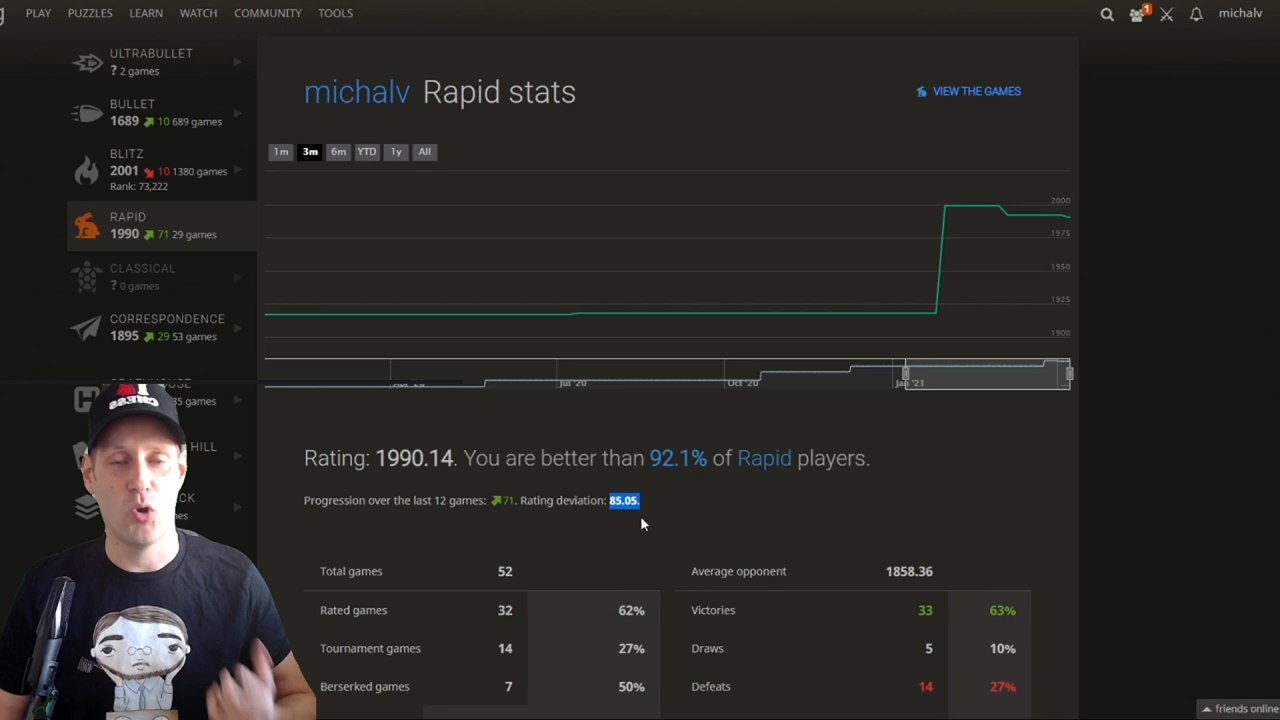 PLAY PUZZLES LEARN WATCH COMMUNITY TOOLS 1 michalv
ULTRABULLET
? 2 games
BULLET
1689 10 689 games
BLITZ
2001 10 1380 games
Rank: 73,222
RAPID
1990 71 29 games
CLASSICAL
? 0 games
CORRESPONDENCE
1895 29 53 games
HILL
michalv Rapid stats
VIEW THE GAMES
1m 3m 6m YTD 1y All
2000
1975
1950
1925
1900
Jul '20 Oct '20 Jan '21
Rating: 1990.14. You are better than 92.1% of Rapid players.
Progression over the last 12 games: 71. Rating deviation: 85.05.
Total games 52
Rated games 32 62%
Tournament games 14 27%
Berserked games 7 50%
Average opponent 1858.36
Victories 33 63%
Draws 5 10%
Defeats 14 27%
friends online